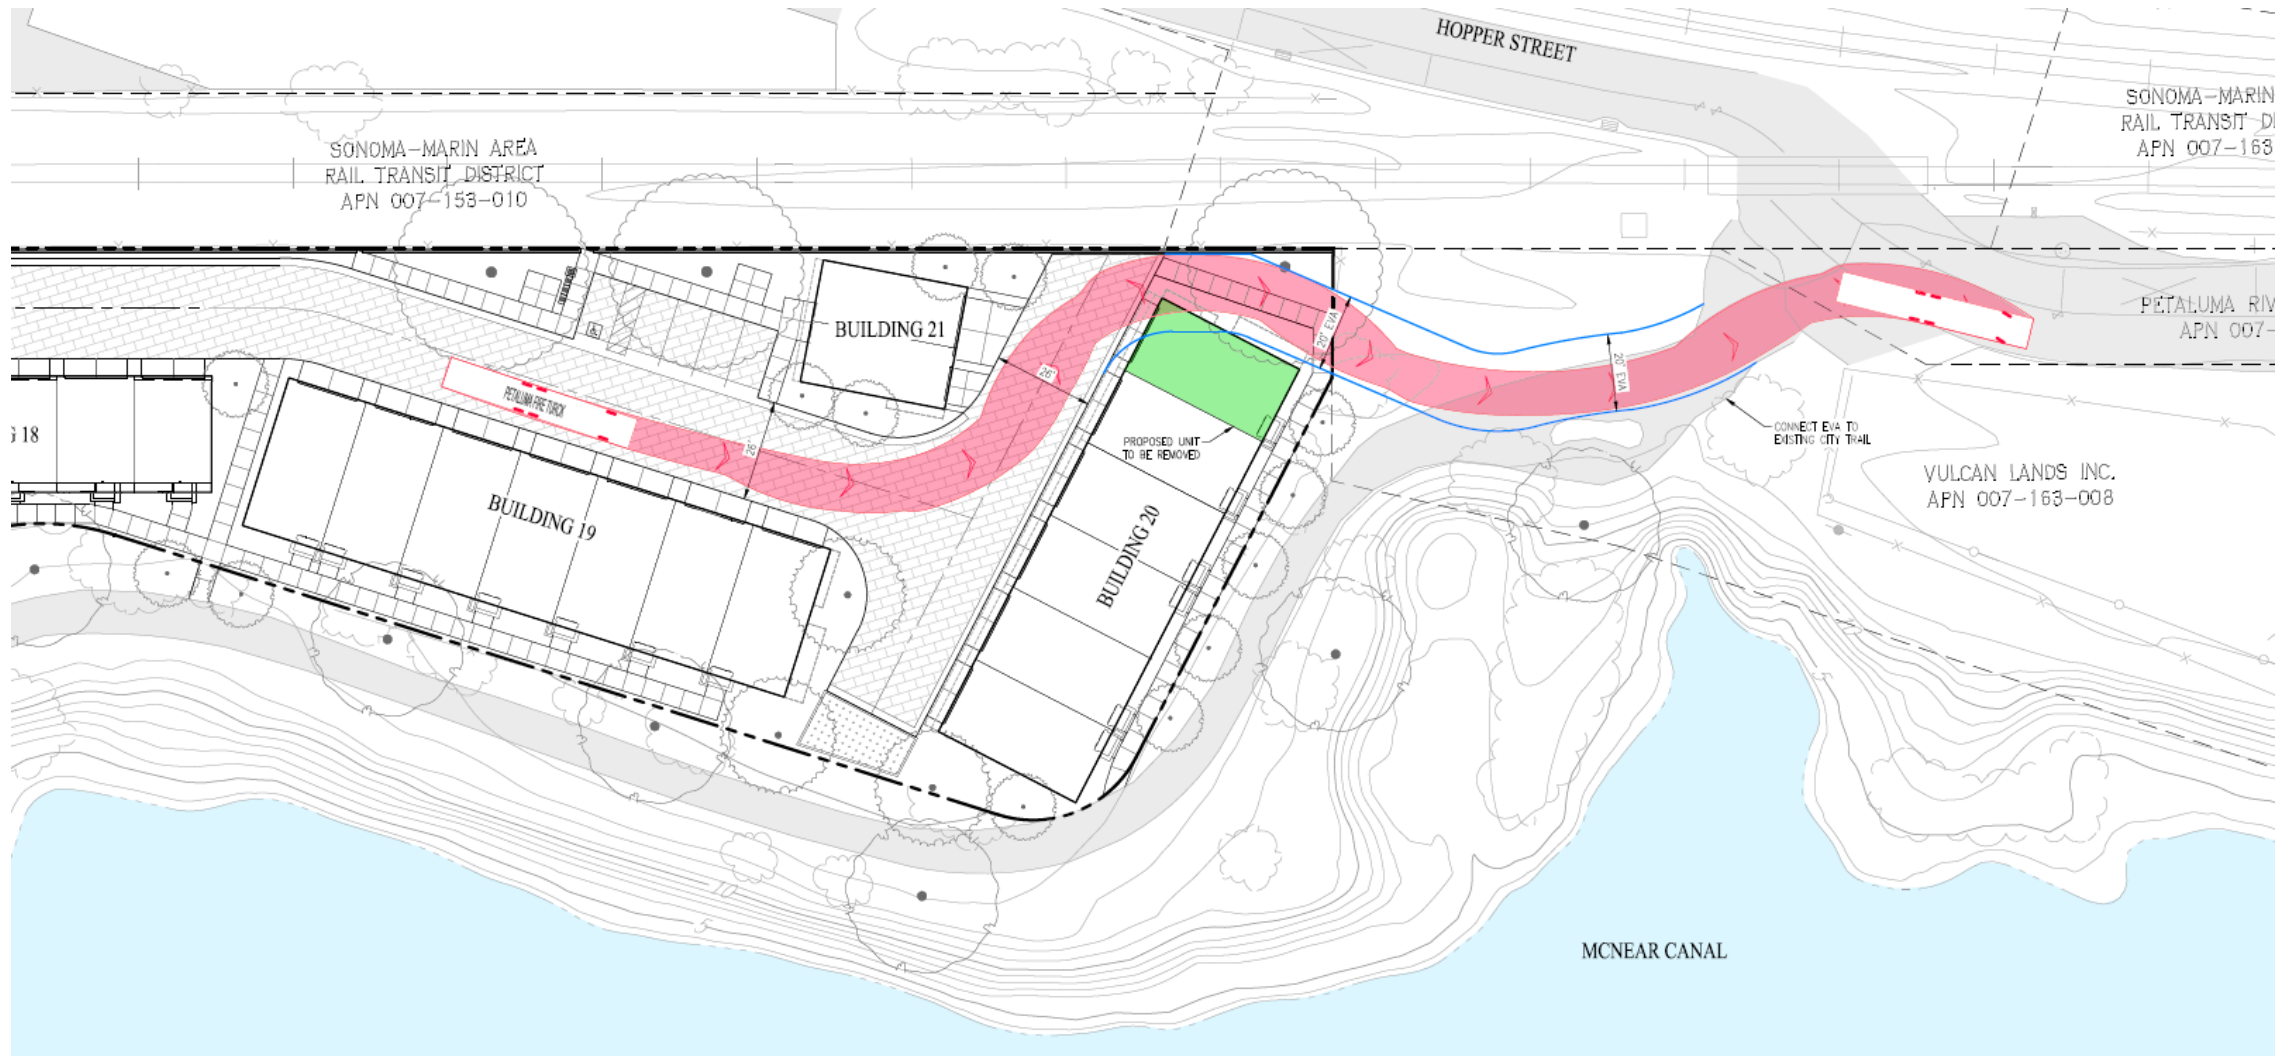 HOPPER STREET
SONOMA-MARIN
RAIL TRANSIT DI
APN 007-163
SONOMA-MARIN AREA
RAIL TRANSIT DISTRICT
APN 007-153-010
BUILDING 21
20' EVA
PETALUMA RIV
APN 007-
26'
20' EVA
PETALUMA FIRE TURCK
G 18
26'
PROPOSED UNIT
TO BE REMOVED
CONNECT EVA TO
EXISTING CITY TRAIL
VULCAN LANDS INC.
APN 007-163-008
BUILDING 19
BUILDING 20
MCNEAR CANAL